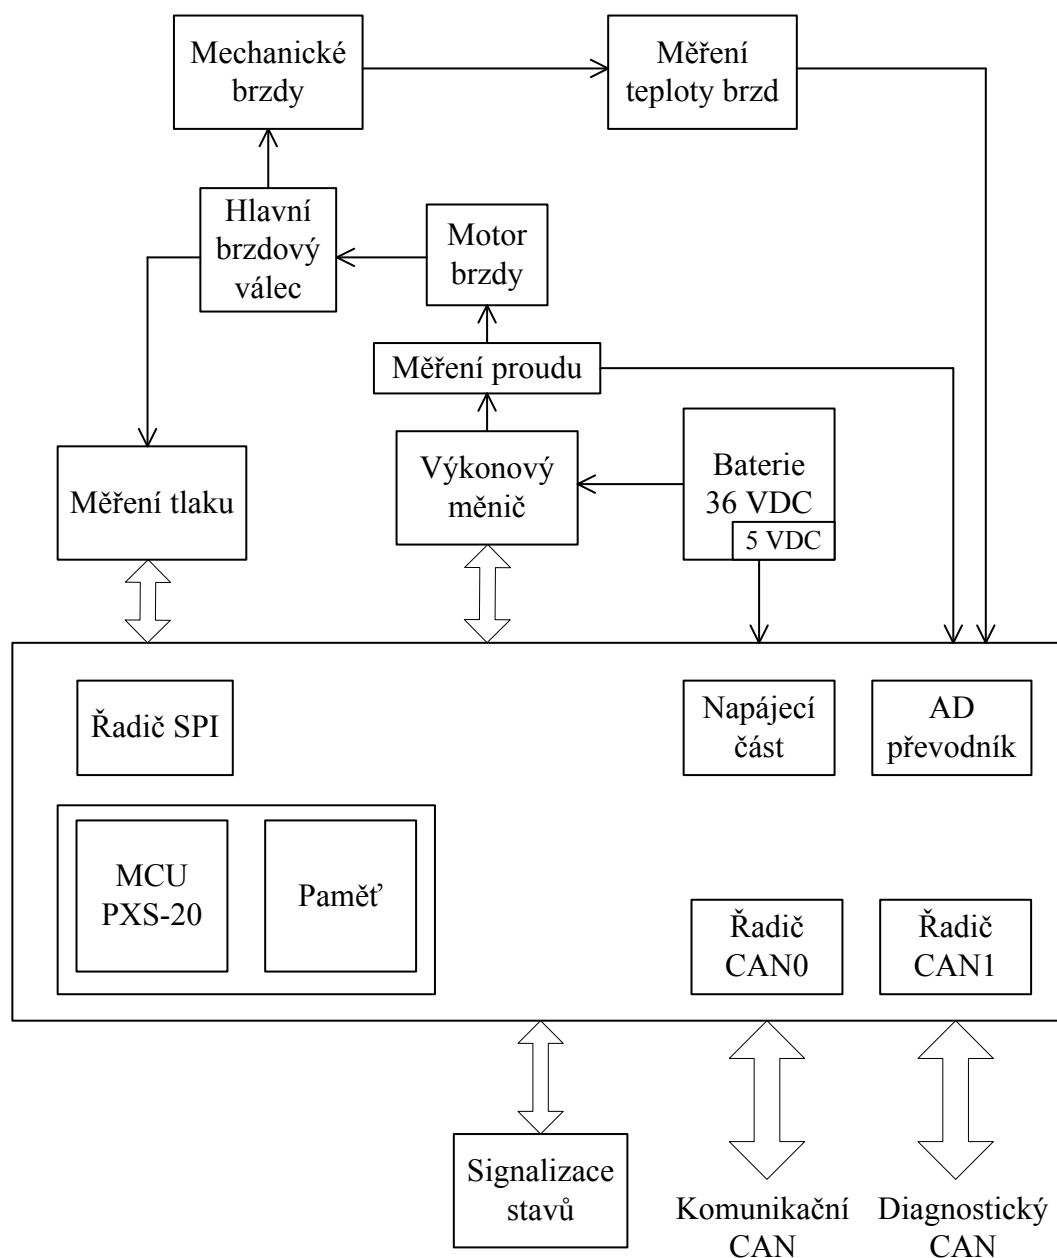 Mechanické
brzdy
Měření
teploty brzd
Hlavní
brzdový
válec
Motor
brzdy
Měření proudu
Měření tlaku
Výkonový
měnič
Baterie
36 VDC
5 VDC
Řadič SPI
Napájecí
část
AD
převodník
MCU
PXS-20
Paměť
Řadič
CAN0
Řadič
CAN1
Signalizace
stavů
Komunikační
CAN
Diagnostický
CAN